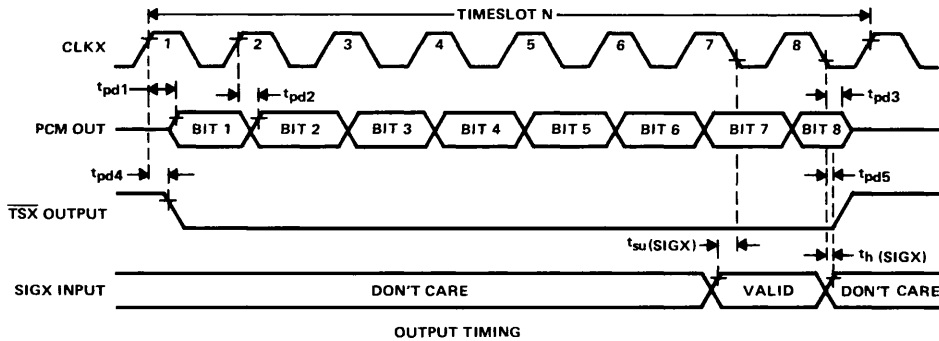 TIMESLOT N
CLKX 1 2 3 4 5 6 7 8
tpd1 tpd2 tpd3
PCM OUT BIT 1 BIT 2 BIT 3 BIT 4 BIT 5 BIT 6 BIT 7 BIT 8
tpd4 tpd5
TSX OUTPUT
tsu(SIGX) th (SIGX)
SIGX INPUT DON'T CARE VALID DON'T CARE
OUTPUT TIMING